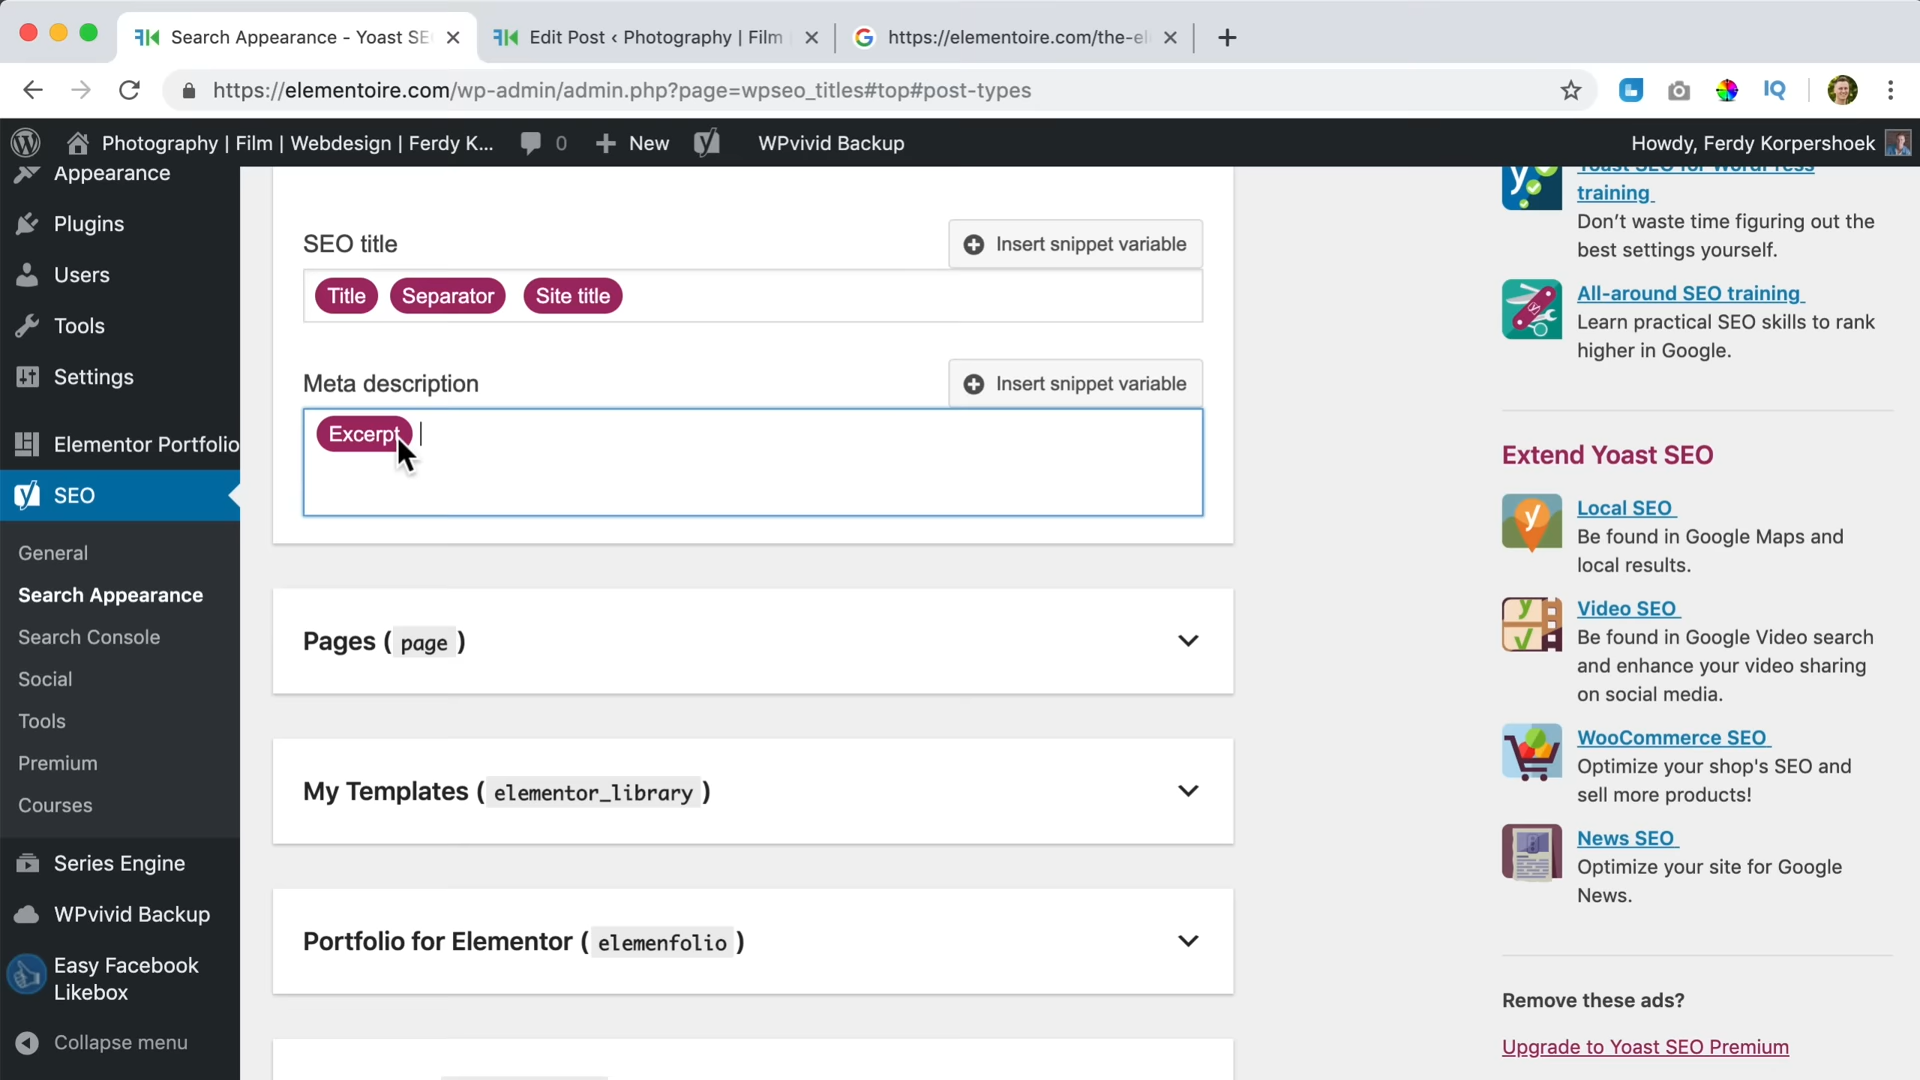 Search Appearance - Yoast SE
Edit Post ‹ Photography | Film
https://elementoire.com/the-el
https://elementoire.com/wp-admin/admin.php?page=wpseo_titles#top#post-types
IQ
Photography | Film | Webdesign | Ferdy K...
0
New
WPvivid Backup
Howdy, Ferdy Korpershoek
Appearance
Plugins
Users
Tools
Settings
Elementor Portfolio
SEO
General
Search Appearance
Search Console
Social
Tools
Premium
Courses
Series Engine
WPvivid Backup
Easy Facebook
Likebox
Collapse menu
SEO title
Insert snippet variable
Title Separator Site title
Meta description
Insert snippet variable
Excerpt
Pages ( page )
My Templates ( elementor_library )
Portfolio for Elementor ( elemenfolio )
Yoast SEO for WordPress
training
Don't waste time figuring out the
best settings yourself.
All-around SEO training
Learn practical SEO skills to rank
higher in Google.
Extend Yoast SEO
Local SEO
Be found in Google Maps and
local results.
Video SEO
Be found in Google Video search
and enhance your video sharing
on social media.
WooCommerce SEO
Optimize your shop's SEO and
sell more products!
News SEO
Optimize your site for Google
News.
Remove these ads?
Upgrade to Yoast SEO Premium